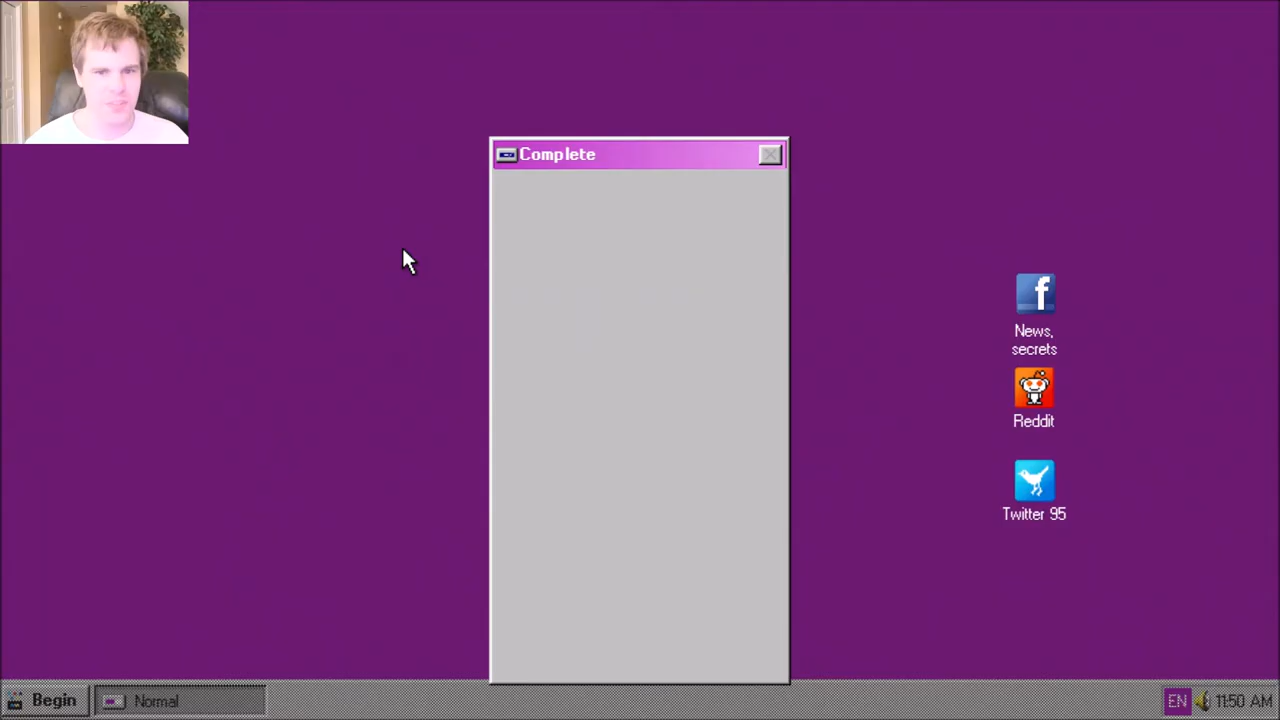 Complete
News,
secrets
Reddit
Twitter 95
Begin
Normal
EN
11:50 AM